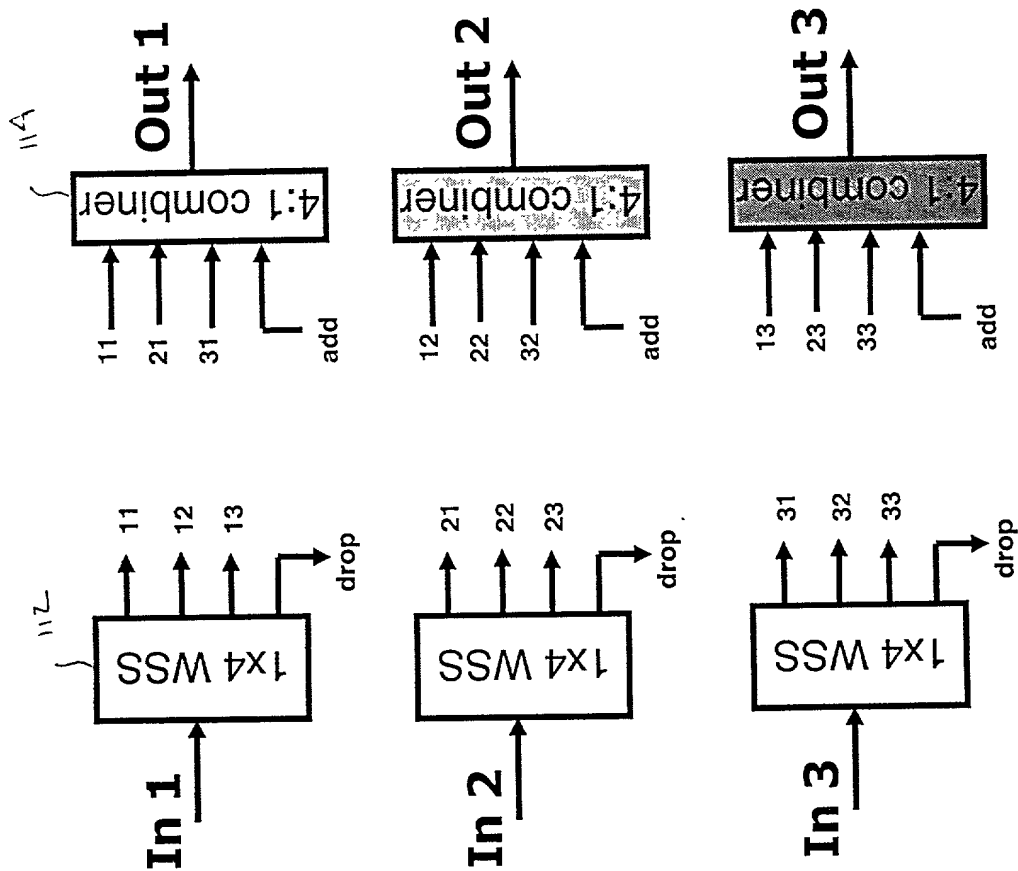 112
In 1
1x4 WSS
11
12
13
drop
114
11
21
31
add
4:1 combiner
Out 1
In 2
1x4 WSS
21
22
23
drop
12
22
32
add
4:1 combiner
Out 2
In 3
1x4 WSS
31
32
33
drop
13
23
33
add
4:1 combiner
Out 3